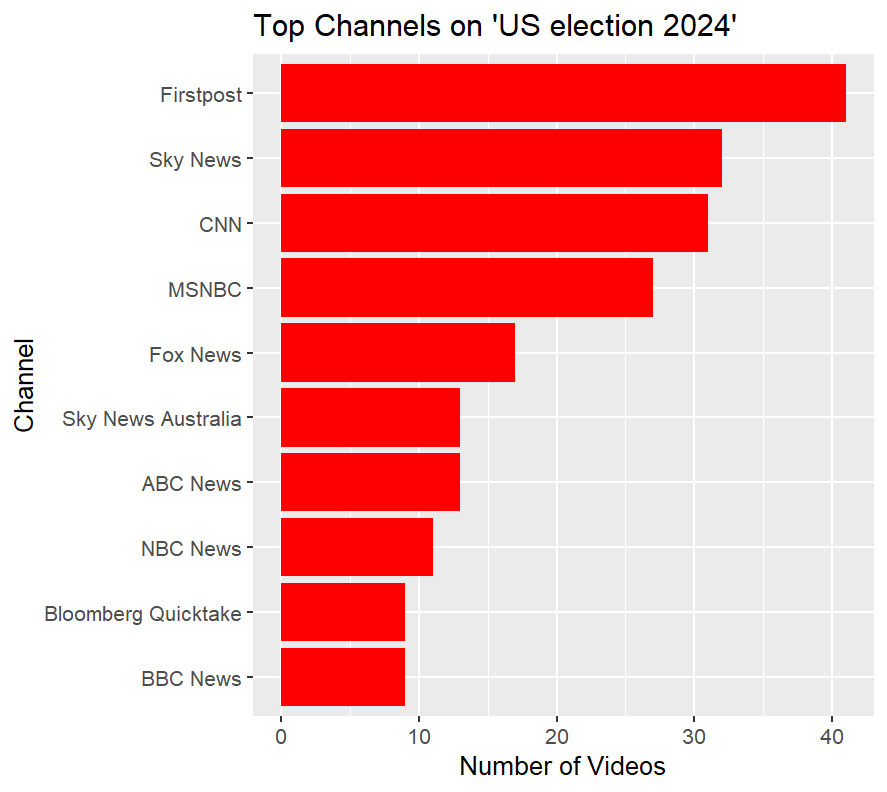 Top Channels on 'US election 2024'
Channel
Firstpost
Sky News
CNN
MSNBC
Fox News
Sky News Australia
ABC News
NBC News
Bloomberg Quicktake
BBC News
0 10 20 30 40
Number of Videos